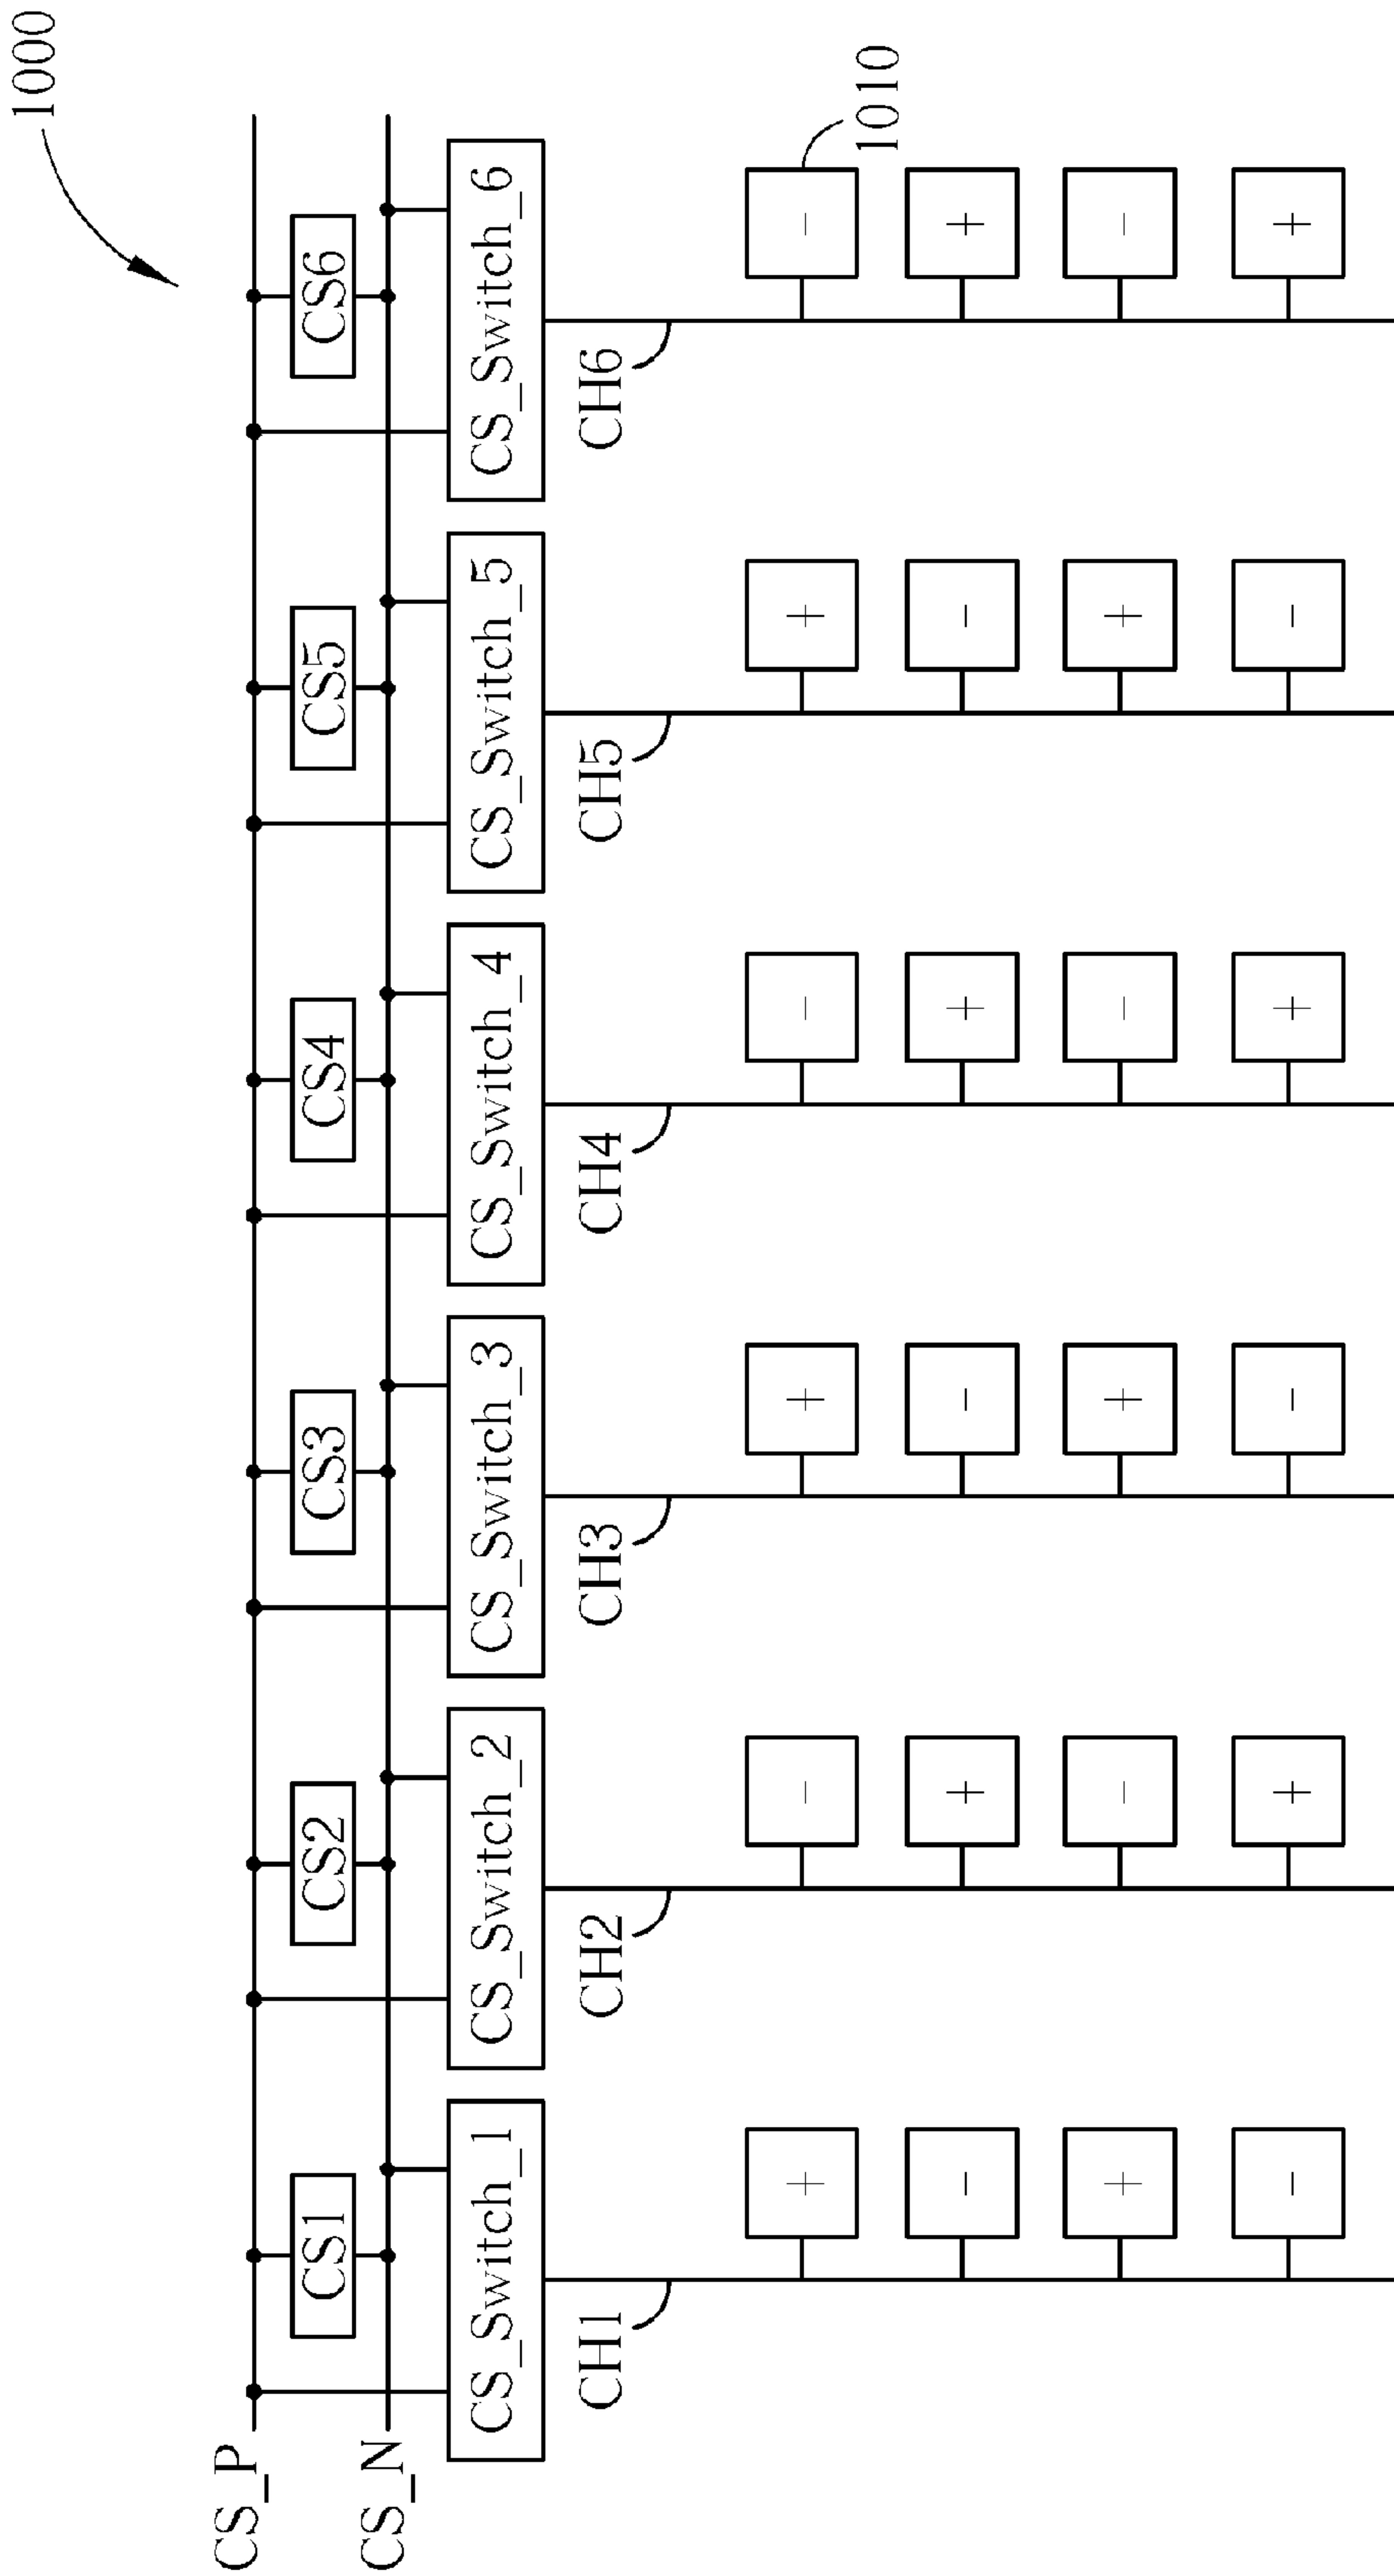 1000
CS_P
CS1 CS2 CS3 CS4 CS5 CS6
CS_N
CS_Switch_1 CS_Switch_2 CS_Switch_3 CS_Switch_4 CS_Switch_5 CS_Switch_6
CH1 CH2 CH3 CH4 CH5 CH6
+ − + − + −
1010
− + − + − +
+ − + − + −
− + − + − +